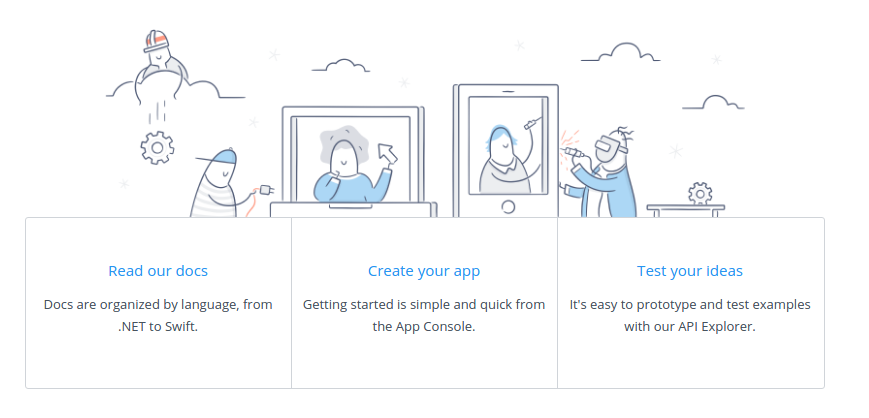 Read our docs
Docs are organized by language, from
.NET to Swift.
Create your app
Getting started is simple and quick from
the App Console.
Test your ideas
It's easy to prototype and test examples
with our API Explorer.